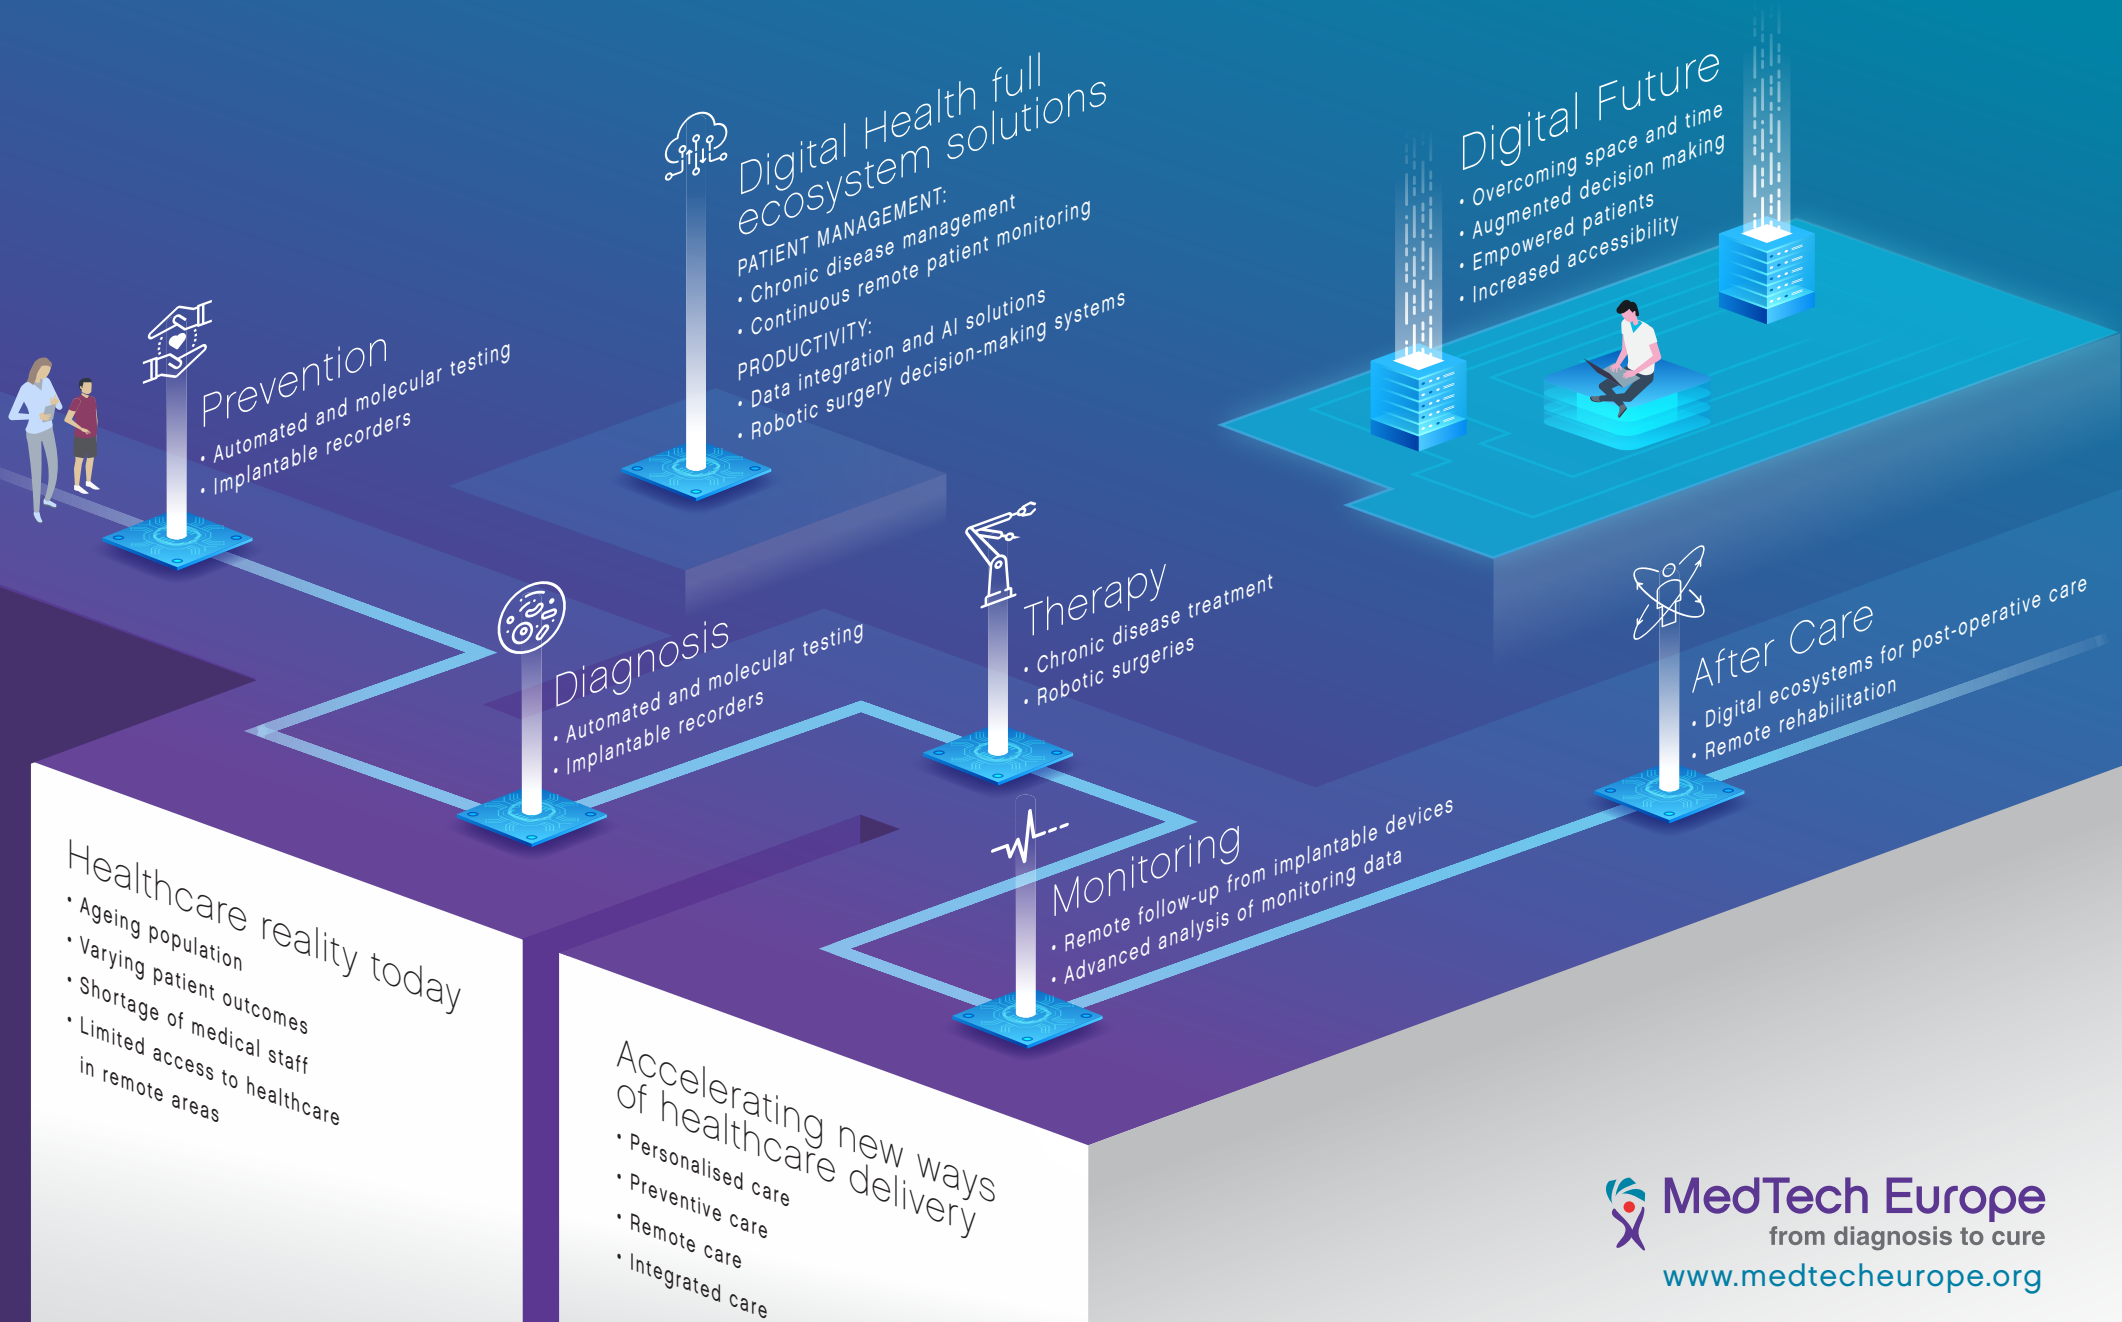 Digital Health full
ecosystem solutions
PATIENT MANAGEMENT:
• Chronic disease management
• Continuous remote patient monitoring
PRODUCTIVITY:
• Data integration and AI solutions
• Robotic surgery decision-making systems
Digital Future
• Overcoming space and time
• Augmented decision making
• Empowered patients
• Increased accessibility
Prevention
• Automated and molecular testing
• Implantable recorders
Diagnosis
• Automated and molecular testing
• Implantable recorders
Therapy
• Chronic disease treatment
• Robotic surgeries
Monitoring
• Remote follow-up from implantable devices
• Advanced analysis of monitoring data
After Care
• Digital ecosystems for post-operative care
• Remote rehabilitation
Healthcare reality today
• Ageing population
• Varying patient outcomes
• Shortage of medical staff
• Limited access to healthcare
in remote areas
Accelerating new ways
of healthcare delivery
• Personalised care
• Preventive care
• Remote care
• Integrated care
MedTech Europe
from diagnosis to cure
www.medtecheurope.org